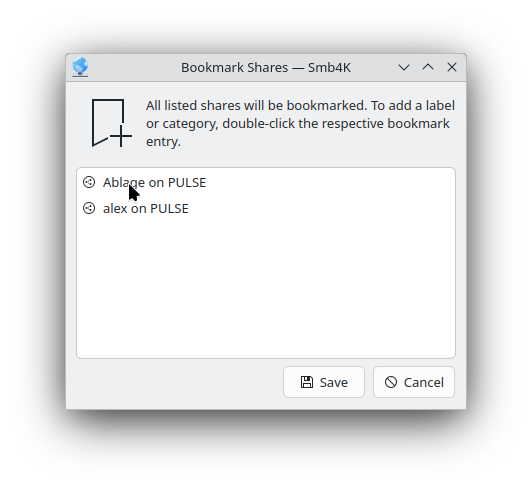 Bookmark Shares — Smb4K
All listed shares will be bookmarked. To add a label
or category, double-click the respective bookmark
entry.
Ablage on PULSE
alex on PULSE
Save
Cancel